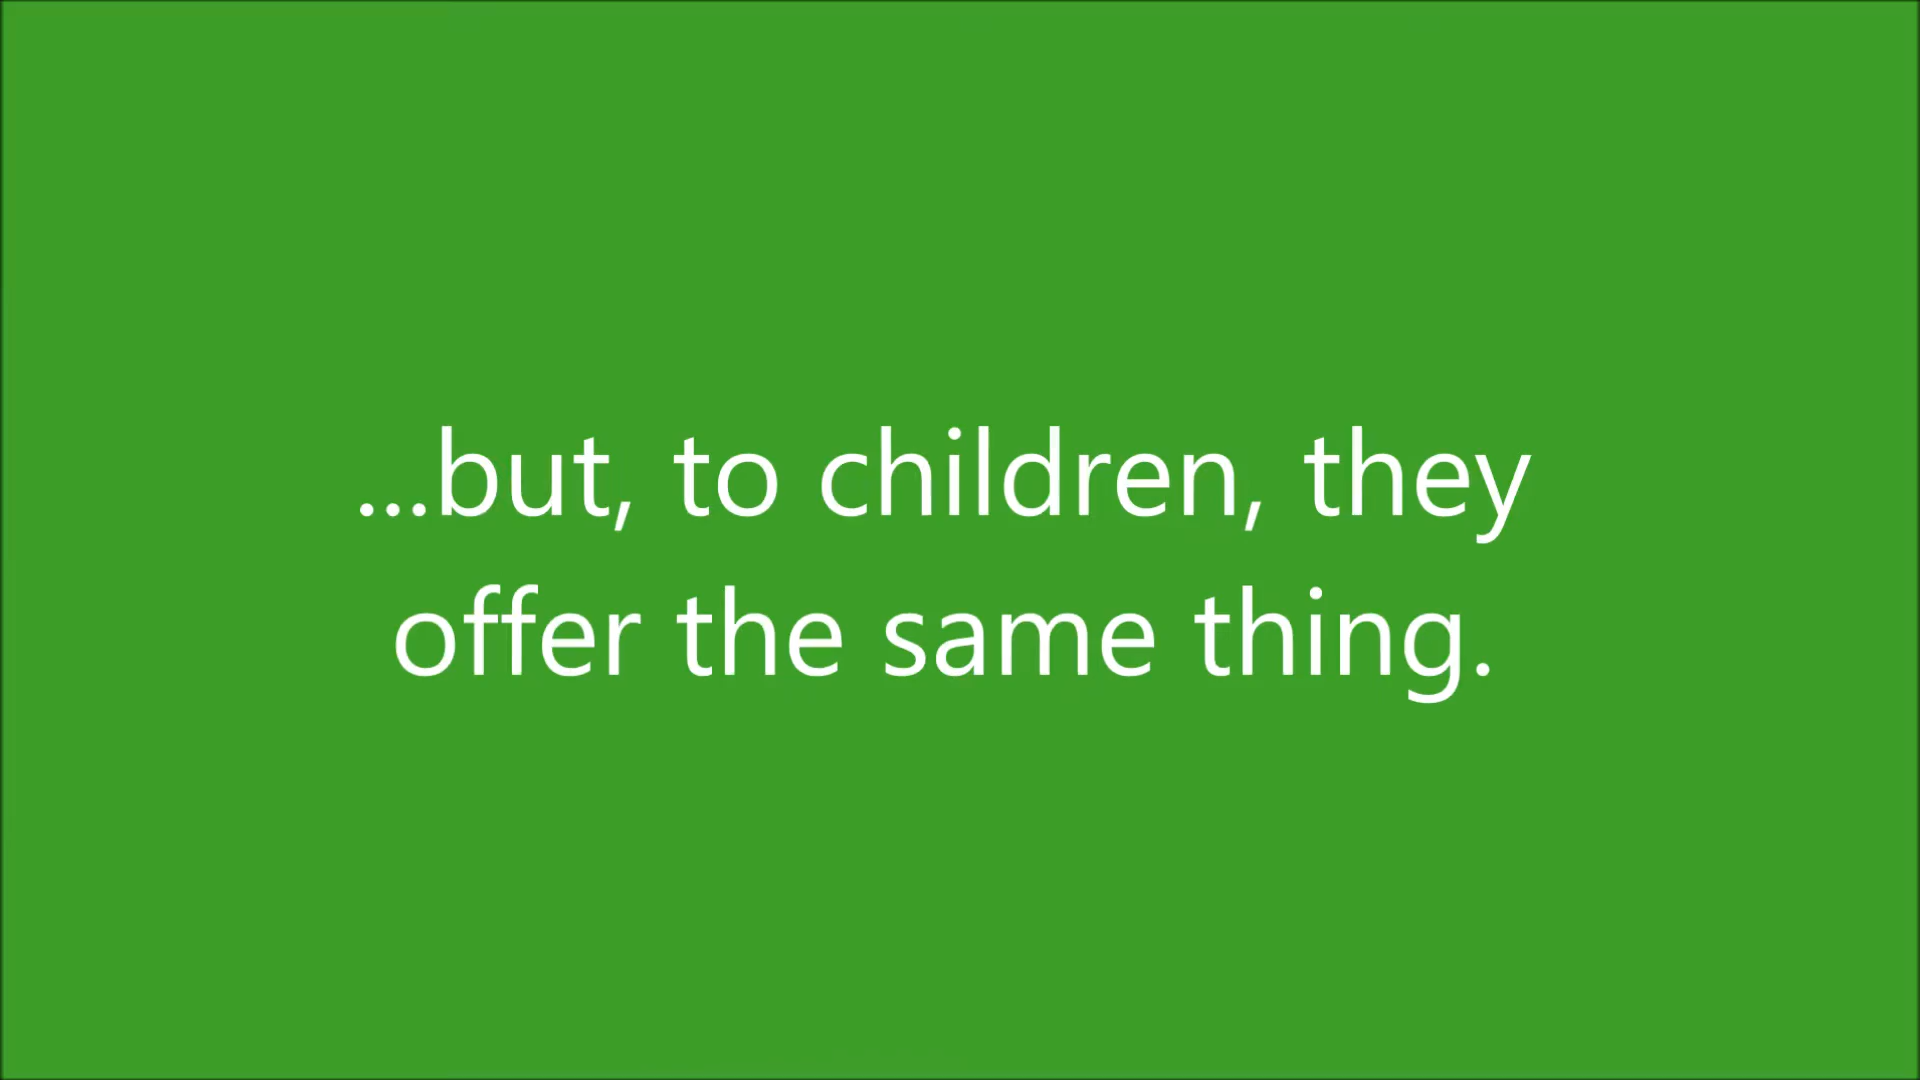 ...but, to children, they
offer the same thing.